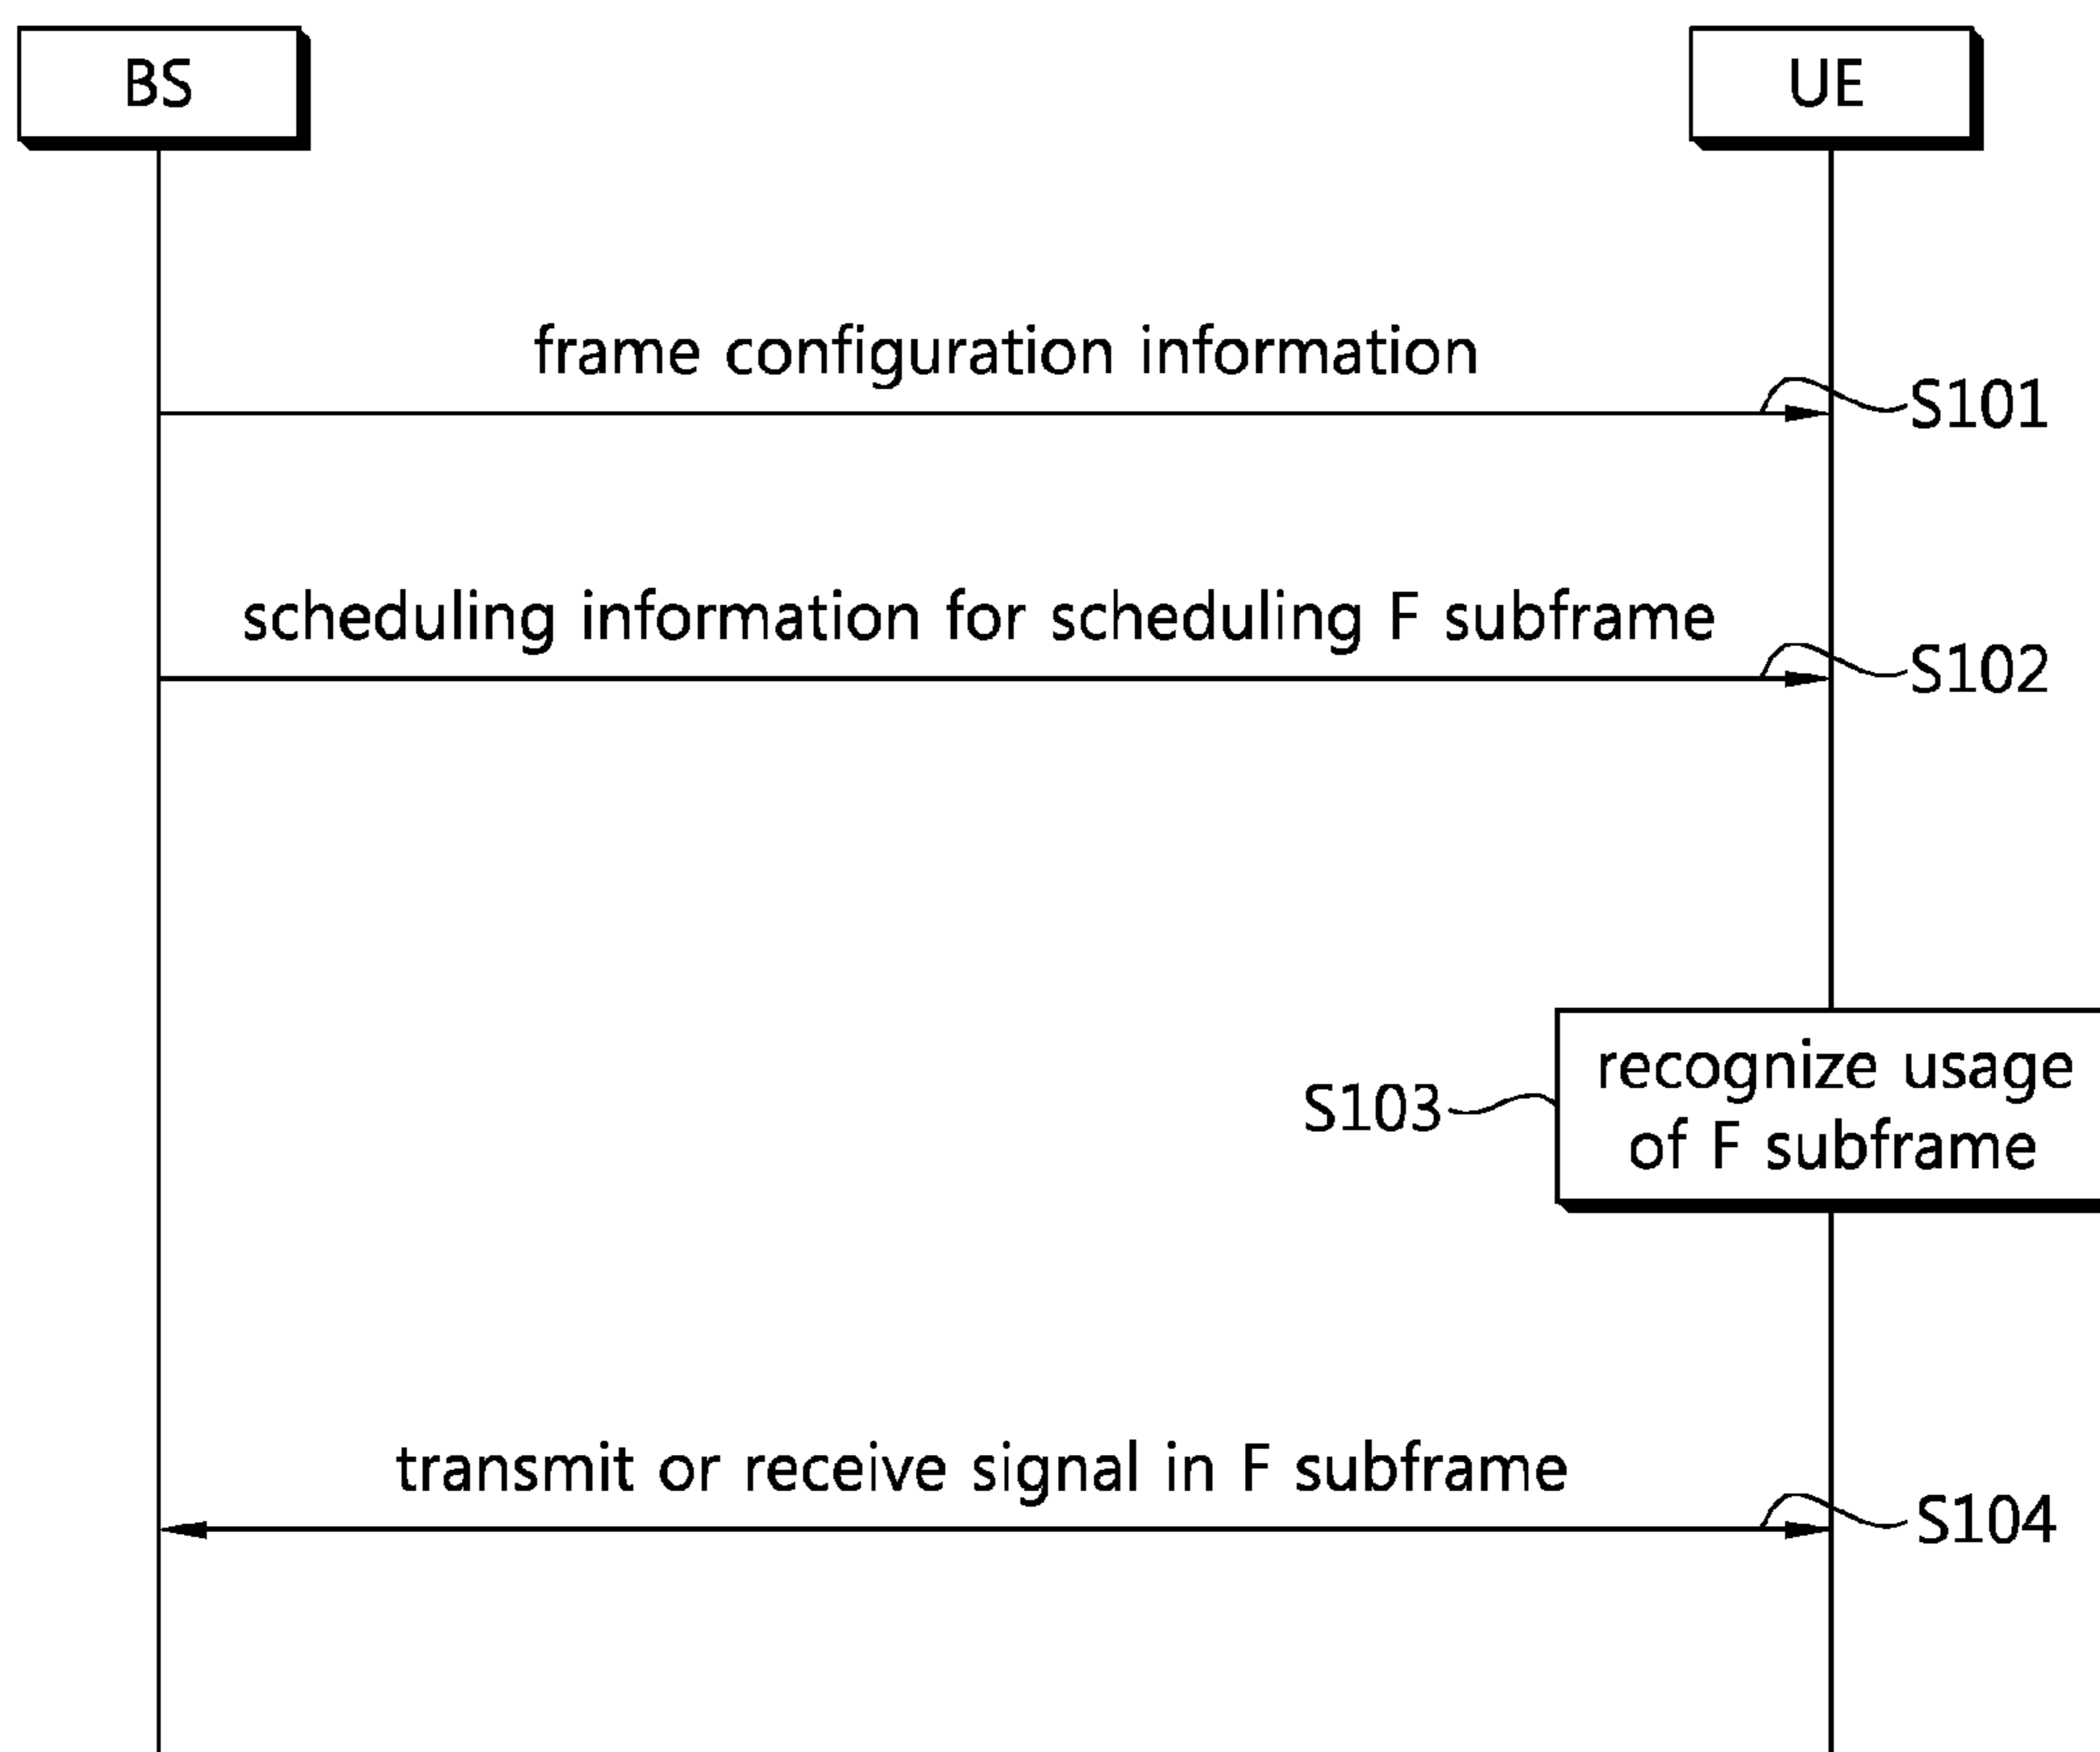 BS
UE
frame configuration information
S101
scheduling information for scheduling F subframe
S102
recognize usage
of F subframe
S103
transmit or receive signal in F subframe
S104